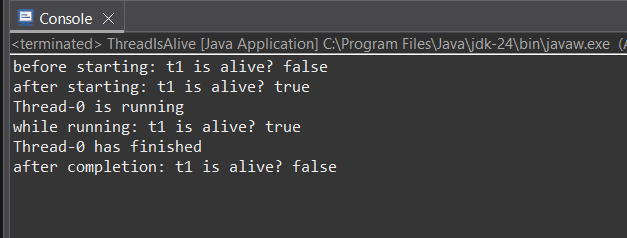 Console
<terminated> ThreadIsAlive [Java Application] C:\Program Files\Java\jdk-24\bin\javaw.exe
before starting: t1 is alive? false
after starting: t1 is alive? true
Thread-0 is running
while running: t1 is alive? true
Thread-0 has finished
after completion: t1 is alive? false